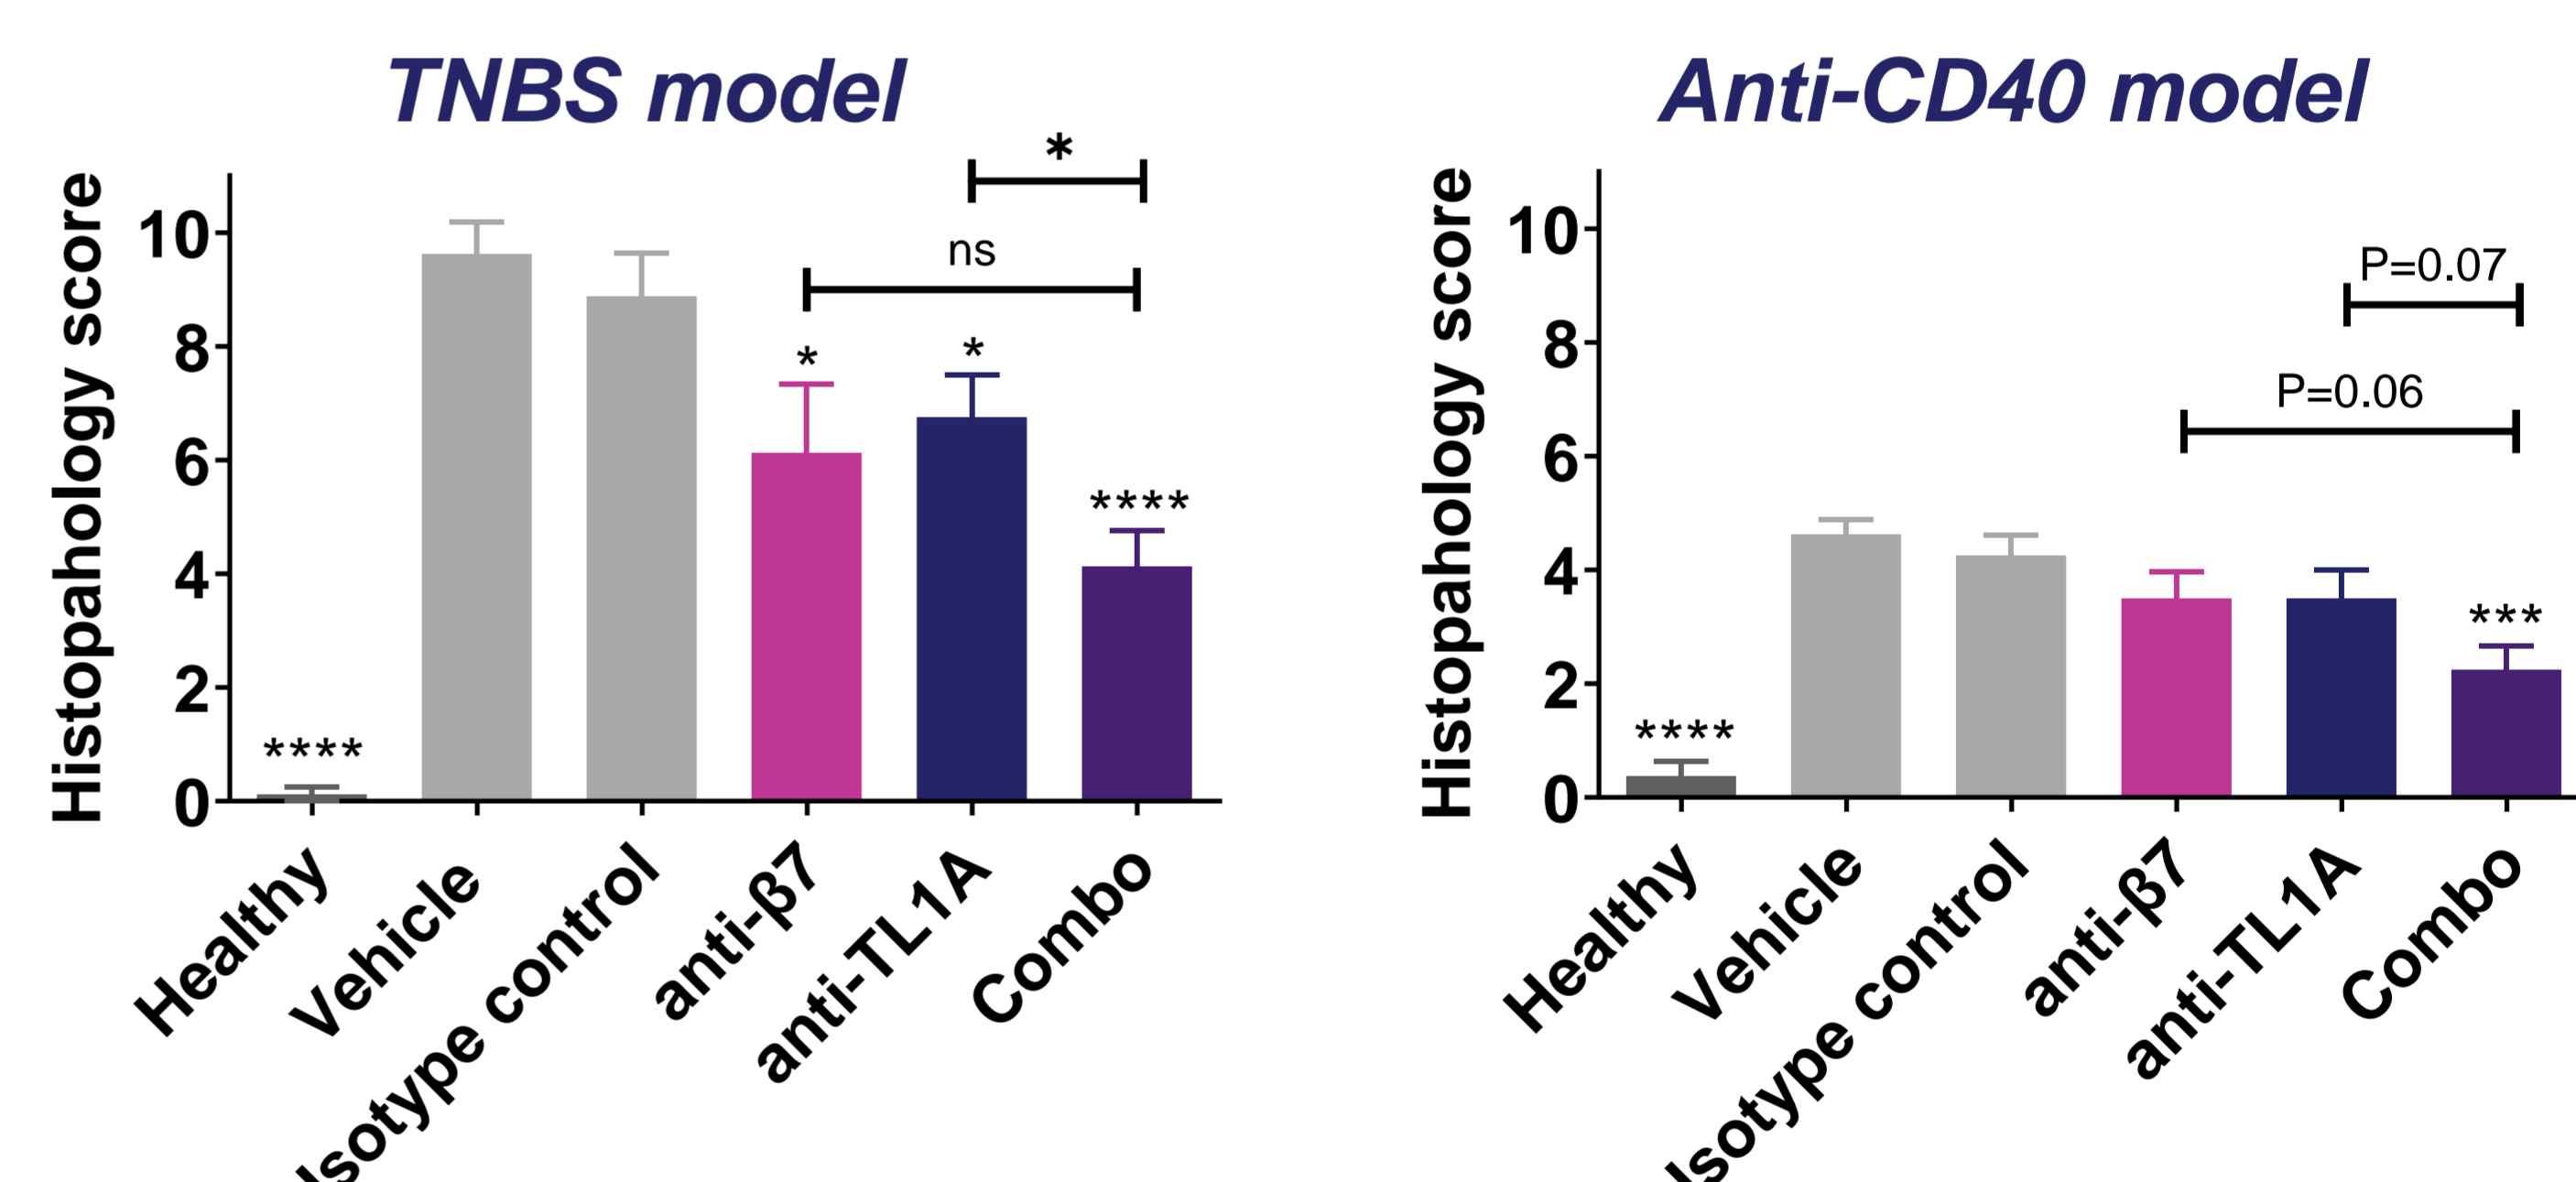 TNBS model
Histopahology score
10
8
6
4
2
0
*
ns
*
*
****
****
Healthy
Vehicle
Isotype control
anti-β7
anti-TL1A
Combo
Anti-CD40 model
Histopahology score
10
8
6
4
2
0
P=0.07
P=0.06
***
****
Healthy
Vehicle
Isotype control
anti-β7
anti-TL1A
Combo